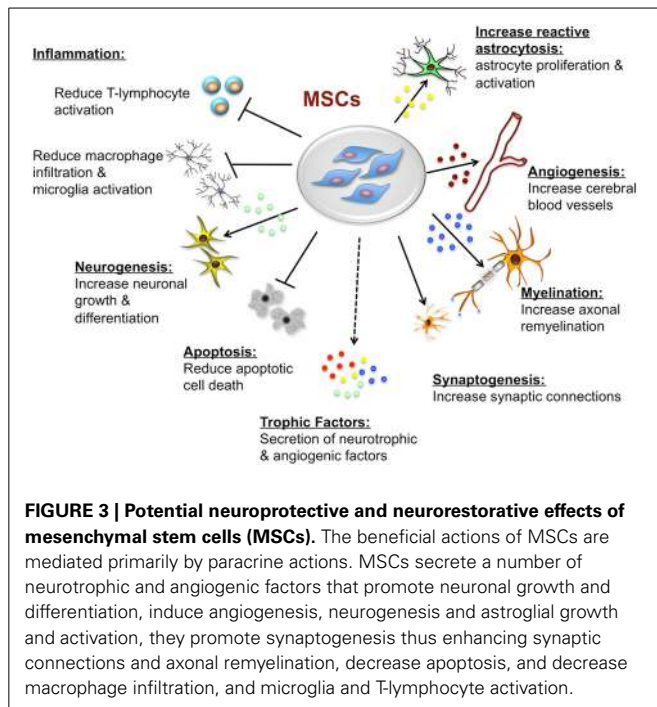 Inflammation:
Reduce T-lymphocyte
activation
Reduce macrophage
infiltration &
microglia activation
Neurogenesis:
Increase neuronal
growth &
differentiation
Apoptosis:
Reduce apoptotic
cell death
Trophic Factors:
Secretion of neurotrophic
& angiogenic factors
MSCs
Increase reactive
astrocytosis:
astrocyte proliferation &
activation
Angiogenesis:
Increase cerebral
blood vessels
Myelination:
Increase axonal
remyelination
Synaptogenesis:
Increase synaptic connections
FIGURE 3 | Potential neuroprotective and neurorestorative effects of
mesenchymal stem cells (MSCs). The beneficial actions of MSCs are
mediated primarily by paracrine actions. MSCs secrete a number of
neurotrophic and angiogenic factors that promote neuronal growth and
differentiation, induce angiogenesis, neurogenesis and astroglial growth
and activation, they promote synaptogenesis thus enhancing synaptic
connections and axonal remyelination, decrease apoptosis, and decrease
macrophage infiltration, and microglia and T-lymphocyte activation.